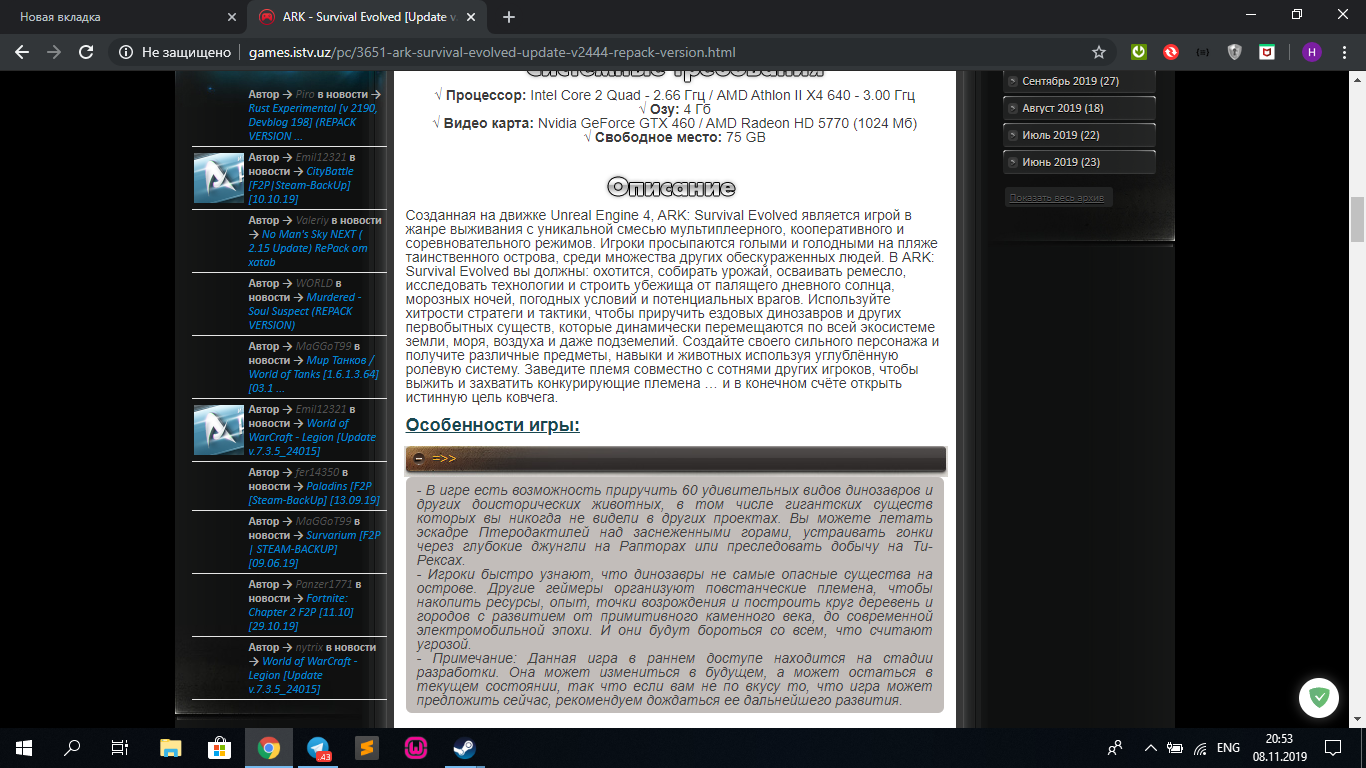 Новая вкладка
ARK - Survival Evolved [Update v.
Не защищено
games.istv.uz/pc/3651-ark-survival-evolved-update-v2444-repack-version.html
H
Автор → Piro в новости →
Rust Experimental [v 2190,
Devblog 198] (REPACK
VERSION ...
Автор → Emil12321 в
новости → CityBattle
[F2P|Steam-BackUp]
[10.10.19]
Автор → Valeriy в новости
→ No Man's Sky NEXT (
2.15 Update) RePack от
xatab
Автор → WORLD в
новости → Murdered -
Soul Suspect (REPACK
VERSION)
Автор → MaGGoT99 в
новости → Мир Танков /
World of Tanks [1.6.1.3.64]
[03.1 ...
Автор → Emil12321 в
новости → World of
WarCraft - Legion [Update
v.7.3.5_24015]
Автор → fer14350 в
новости → Paladins [F2P
[Steam-BackUp] [13.09.19]
Автор → MaGGoT99 в
новости → Survarium [F2P
| STEAM-BACKUP]
[09.06.19]
Автор → Panzer1771 в
новости → Fortnite:
Chapter 2 F2P [11.10]
[29.10.19]
Автор → nytrix в новости
→ World of WarCraft -
Legion [Update
v.7.3.5_24015]
Системные требования
√ Процессор: Intel Core 2 Quad - 2.66 Ггц / AMD Athlon II X4 640 - 3.00 Ггц
√ Озу: 4 Гб
√ Видео карта: Nvidia GeForce GTX 460 / AMD Radeon HD 5770 (1024 Мб)
√ Свободное место: 75 GB
Описание
Созданная на движке Unreal Engine 4, ARK: Survival Evolved является игрой в
жанре выживания с уникальной смесью мультиплеерного, кооперативного и
соревновательного режимов. Игроки просыпаются голыми и голодными на пляже
таинственного острова, среди множества других обескураженных людей. В ARK:
Survival Evolved вы должны: охотится, собирать урожай, осваивать ремесло,
исследовать технологии и строить убежища от палящего дневного солнца,
морозных ночей, погодных условий и потенциальных врагов. Используйте
хитрости стратеги и тактики, чтобы приручить ездовых динозавров и других
первобытных существ, которые динамически перемещаются по всей экосистеме
земли, моря, воздуха и даже подземелий. Создайте своего сильного персонажа и
получите различные предметы, навыки и животных используя углублённую
ролевую систему. Заведите племя совместно с сотнями других игроков, чтобы
выжить и захватить конкурирующие племена ... и в конечном счёте открыть
истинную цель ковчега.
Особенности игры:
=>>
- В игре есть возможность приручить 60 удивительных видов динозавров и
других доисторических животных, в том числе гигантских существ
которых вы никогда не видели в других проектах. Вы можете летать
эскадре Птеродактилей над заснеженными горами, устраивать гонки
через глубокие джунгли на Рапторах или преследовать добычу на Ти-
Рексах.
- Игроки быстро узнают, что динозавры не самые опасные существа на
острове. Другие геймеры организуют повстанческие племена, чтобы
накопить ресурсы, опыт, точки возрождения и построить круг деревень и
городов с развитием от примитивного каменного века, до современной
электромобильной эпохи. И они будут бороться со всем, что считают
угрозой.
- Примечание: Данная игра в раннем доступе находится на стадии
разработки. Она может измениться в будущем, а может остаться в
текущем состоянии, так что если вам не по вкусу то, что игра может
предложить сейчас, рекомендуем дождаться ее дальнейшего развития.
Сентябрь 2019 (27)
Август 2019 (18)
Июль 2019 (22)
Июнь 2019 (23)
Показать весь архив
43
ENG
20:53
08.11.2019